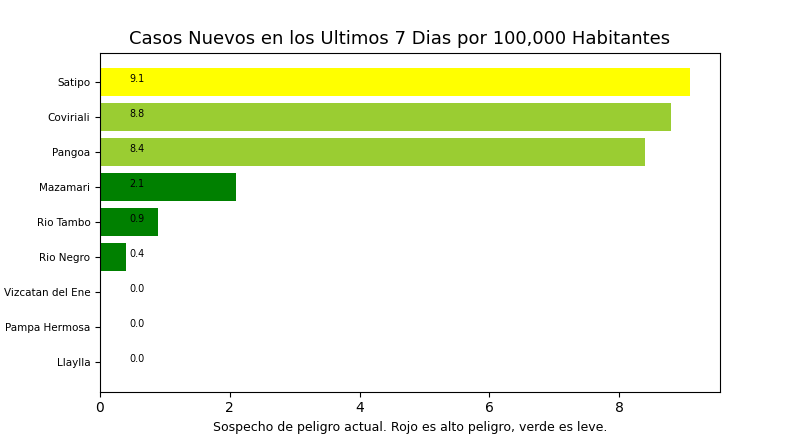 Casos Nuevos en los Ultimos 7 Dias por 100,000 Habitantes
Satipo 9.1
Coviriali 8.8
Pangoa 8.4
Mazamari 2.1
Rio Tambo 0.9
Rio Negro 0.4
Vizcatan del Ene 0.0
Pampa Hermosa 0.0
Llaylla 0.0
0 2 4 6 8
Sospecho de peligro actual. Rojo es alto peligro, verde es leve.